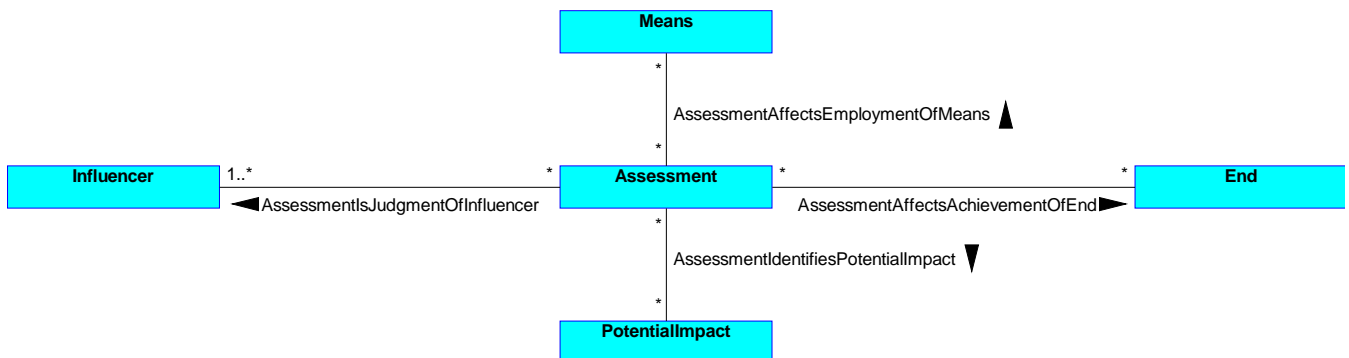 Means
*
AssessmentAffectsEmploymentOfMeans
*
Influencer
1..*
*
Assessment
*
*
End
AssessmentIsJudgmentOfInfluencer
AssessmentAffectsAchievementOfEnd
*
AssessmentIdentifiesPotentialImpact
*
PotentialImpact